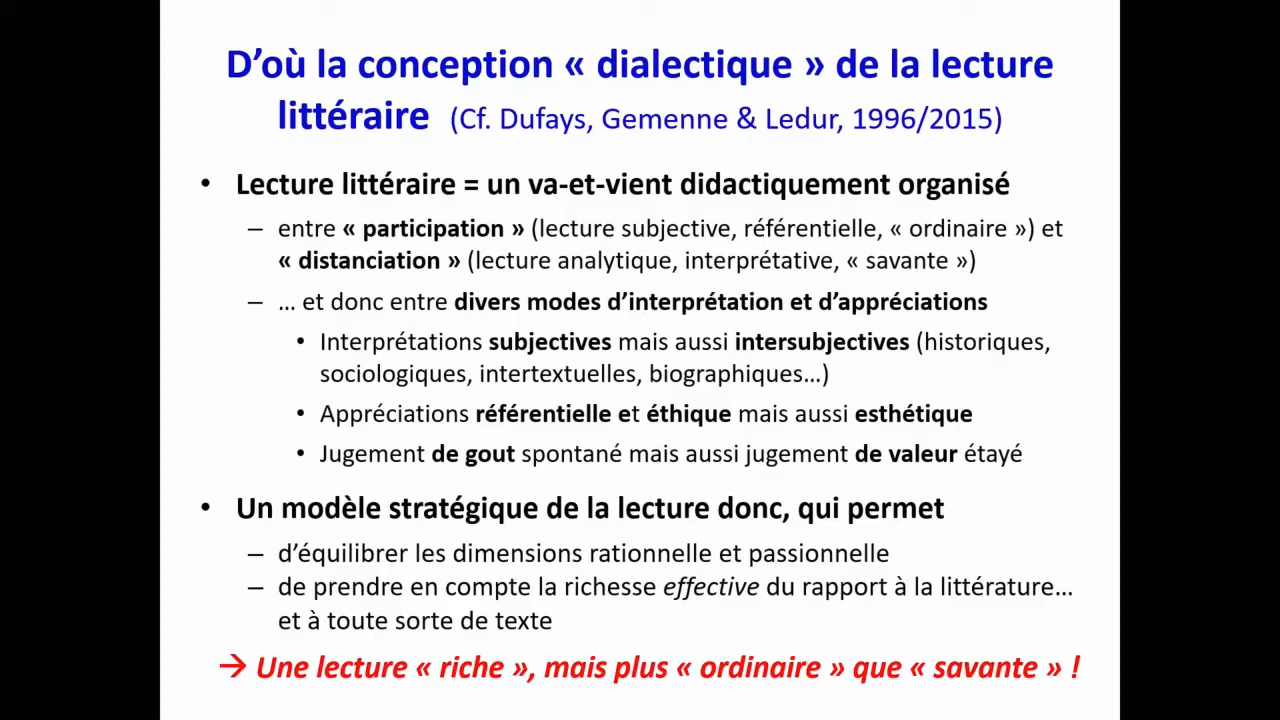 D’où la conception « dialectique » de la lecture
littéraire (Cf. Dufays, Gemenne & Ledur, 1996/2015)
• Lecture littéraire = un va-et-vient didactiquement organisé
– entre « participation » (lecture subjective, référentielle, « ordinaire ») et
« distanciation » (lecture analytique, interprétative, « savante »)
– … et donc entre divers modes d’interprétation et d’appréciations
• Interprétations subjectives mais aussi intersubjectives (historiques,
sociologiques, intertextuelles, biographiques…)
• Appréciations référentielle et éthique mais aussi esthétique
• Jugement de gout spontané mais aussi jugement de valeur étayé
• Un modèle stratégique de la lecture donc, qui permet
– d’équilibrer les dimensions rationnelle et passionnelle
– de prendre en compte la richesse effective du rapport à la littérature…
et à toute sorte de texte
→ Une lecture « riche », mais plus « ordinaire » que « savante » !